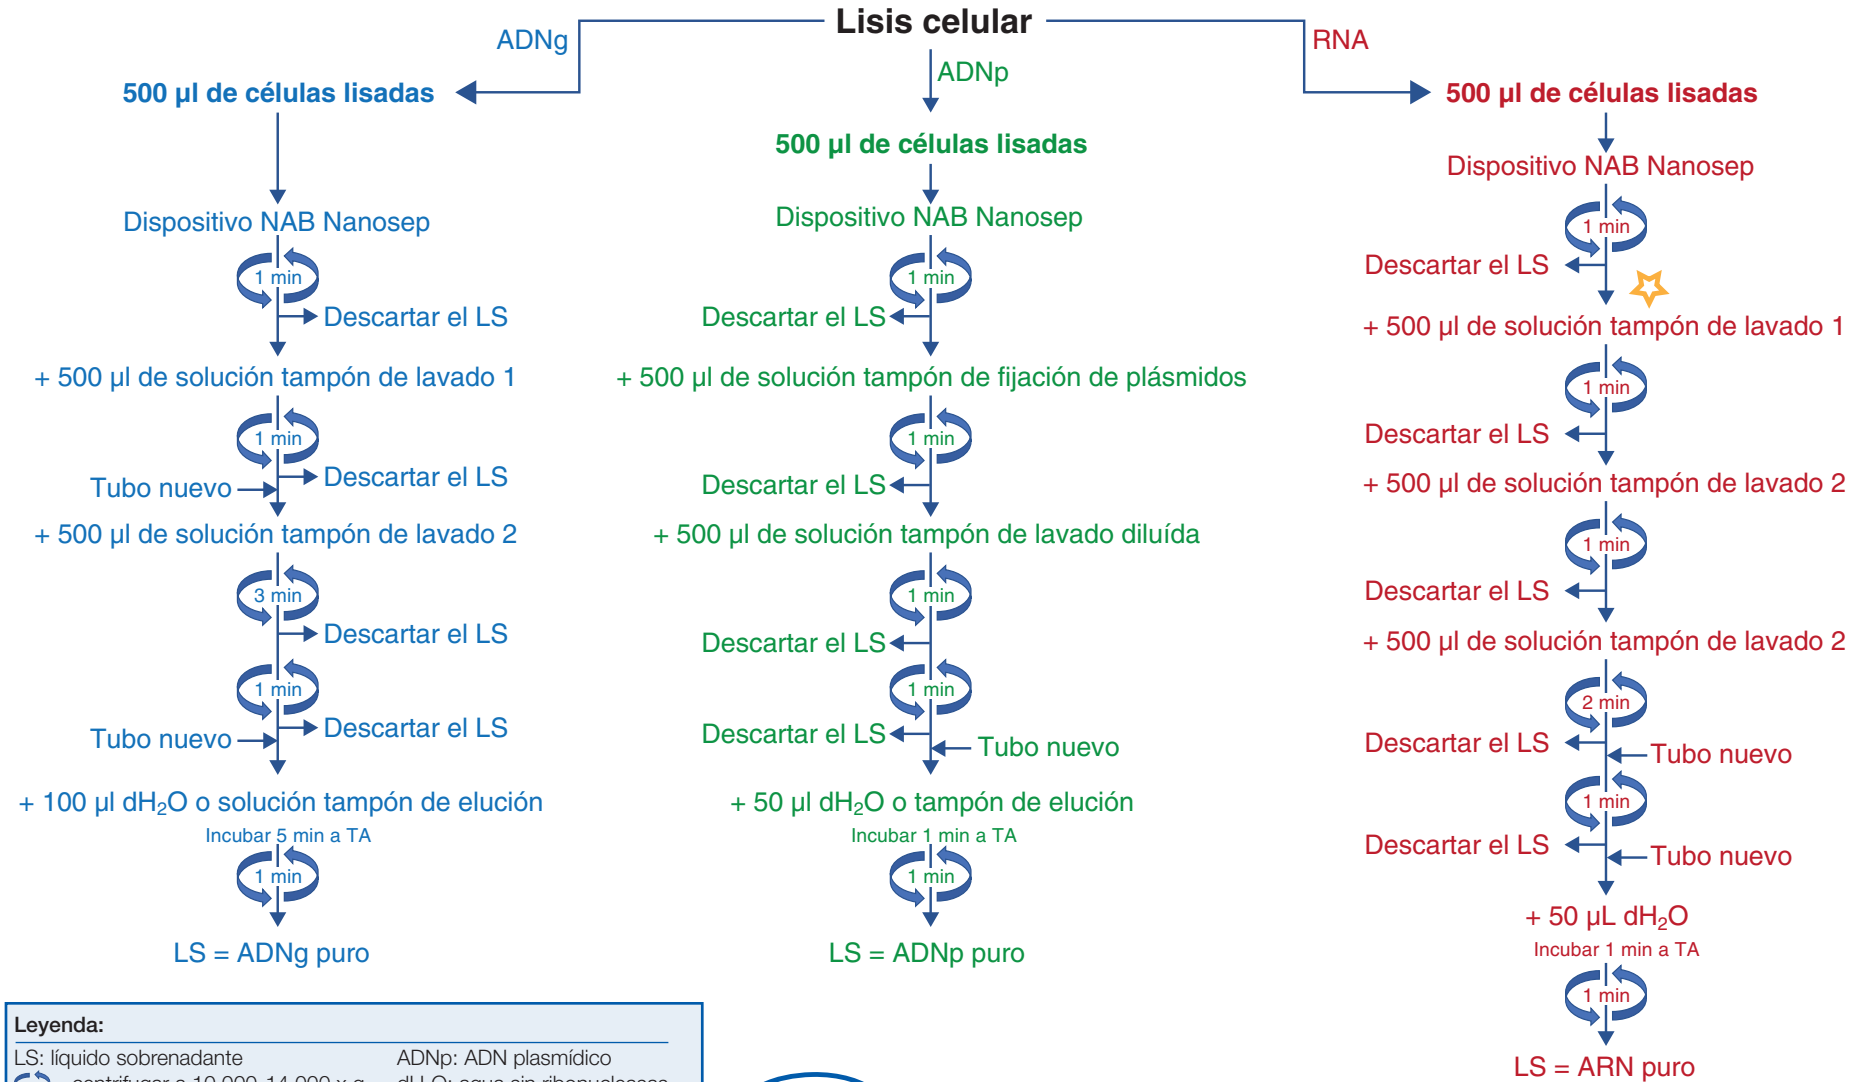 Lisis celular
ADNg
500 µl de células lisadas
Dispositivo NAB Nanosep
1 min
Descartar el LS
+ 500 µl de solución tampón de lavado 1
1 min
Descartar el LS
Tubo nuevo
+ 500 µl de solución tampón de lavado 2
3 min
Descartar el LS
1 min
Descartar el LS
Tubo nuevo
+ 100 µl dH₂O o solución tampón de elución
Incubar 5 min a TA
1 min
LS = ADNg puro
ADNp
500 µl de células lisadas
Dispositivo NAB Nanosep
1 min
Descartar el LS
+ 500 µl de solución tampón de fijación de plásmidos
1 min
Descartar el LS
+ 500 µl de solución tampón de lavado diluída
1 min
Descartar el LS
1 min
Descartar el LS
Tubo nuevo
+ 50 µl dH₂O o tampón de elución
Incubar 1 min a TA
1 min
LS = ADNp puro
RNA
500 µl de células lisadas
Dispositivo NAB Nanosep
1 min
Descartar el LS
+ 500 µl de solución tampón de lavado 1
1 min
Descartar el LS
+ 500 µl de solución tampón de lavado 2
1 min
Descartar el LS
+ 500 µl de solución tampón de lavado 2
2 min
Descartar el LS
Tubo nuevo
1 min
Descartar el LS
Tubo nuevo
+ 50 µL dH₂O
Incubar 1 min a TA
1 min
LS = ARN puro
Leyenda:
LS: líquido sobrenadante
ADNp: ADN plasmídico